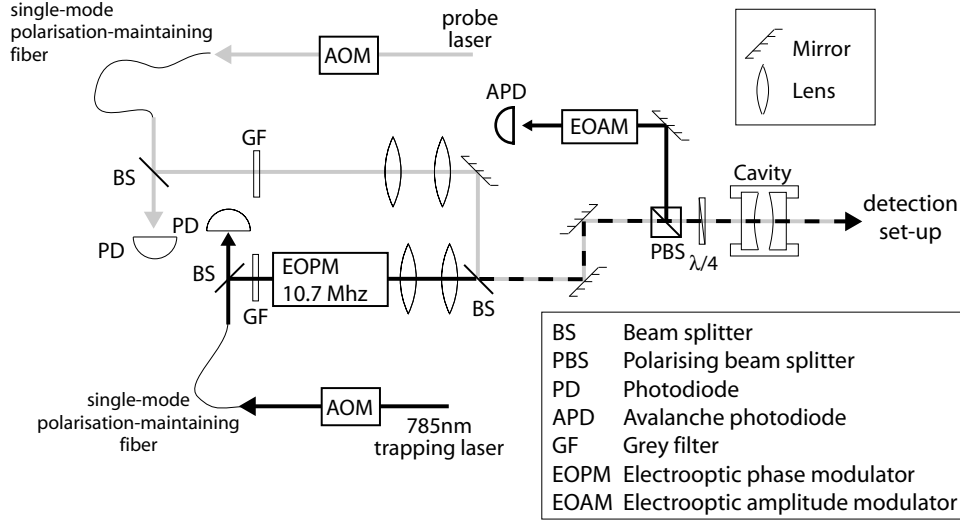 single-mode
polarisation-maintaining
fiber
AOM
probe
laser
Mirror
Lens
APD
EOAM
GF
BS
PD
PD
Cavity
PBS
λ/4
detection
set-up
BS
GF
EOPM
10.7 Mhz
BS
single-mode
polarisation-maintaining
fiber
AOM
785nm
trapping laser
BS Beam splitter
PBS Polarising beam splitter
PD Photodiode
APD Avalanche photodiode
GF Grey filter
EOPM Electrooptic phase modulator
EOAM Electrooptic amplitude modulator